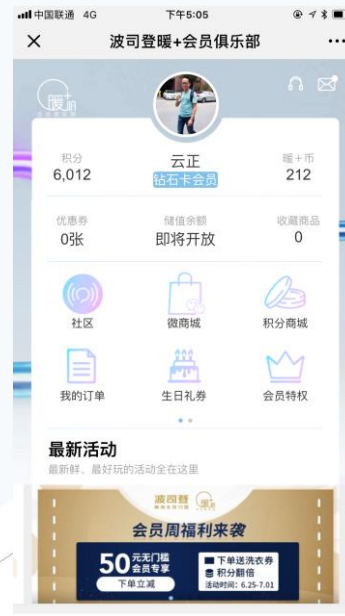 中国联通 4G 下午5:05
波司登暖+会员俱乐部
暖+
积分 云正 暖+币
6,012 钻石卡会员 212
优惠券 储值余额 收藏商品
0张 即将开放 0
社区 微商城 积分商城
我的订单 生日礼券 会员特权
最新活动
最新鲜、最好玩的活动全在这里
波司登
会员周福利来袭
50元无门槛 会员专享
下单立减
下单送洗衣券
积分翻倍
活动时间：6.25-7.01